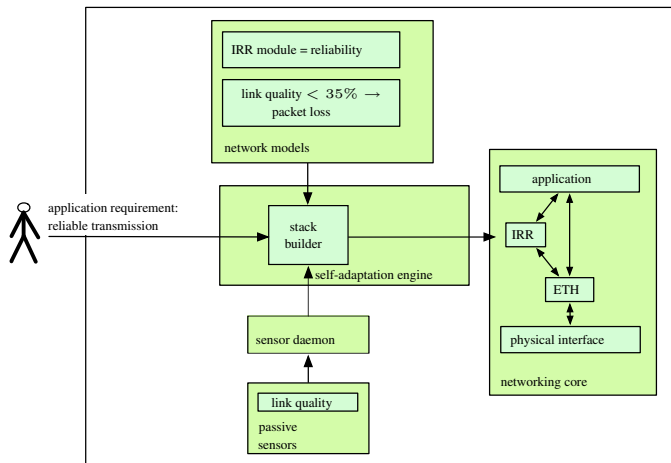 IRR module = reliability
link quality < 35% →
packet loss
network models
application requirement:
reliable transmission
stack
builder
self-adaptation engine
sensor daemon
link quality
passive
sensors
application
IRR
ETH
physical interface
networking core